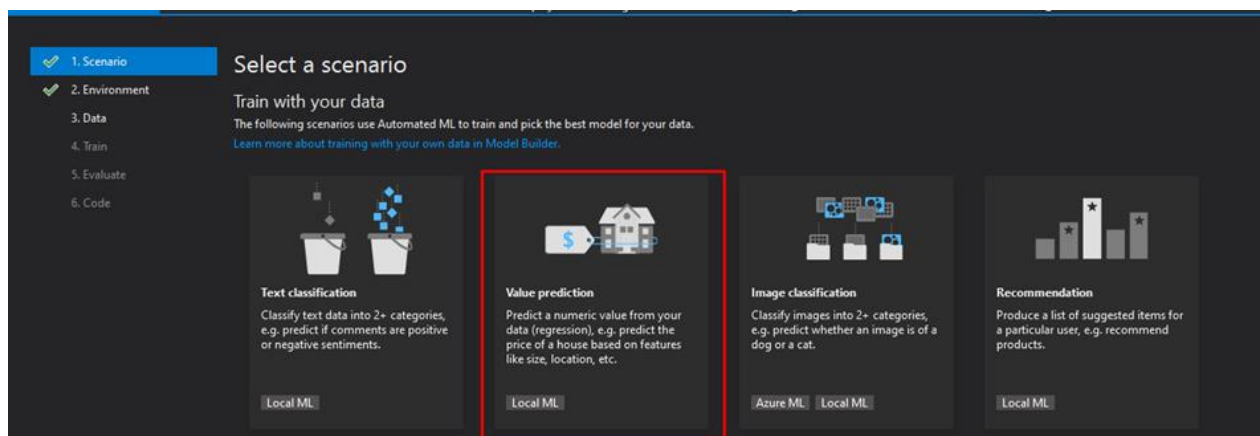 1. Scenario
2. Environment
3. Data
4. Train
5. Evaluate
6. Code
Select a scenario
Train with your data
The following scenarios use Automated ML to train and pick the best model for your data.
Learn more about training with your own data in Model Builder.
$
Text classification
Classify text data into 2+ categories,
e.g. predict if comments are positive
or negative sentiments.
Local ML
Value prediction
Predict a numeric value from your
data (regression), e.g. predict the
price of a house based on features
like size, location, etc.
Local ML
Image classification
Classify images into 2+ categories,
e.g. predict whether an image is of a
dog or a cat.
Azure ML Local ML
Recommendation
Produce a list of suggested items for
a particular user, e.g. recommend
products.
Local ML